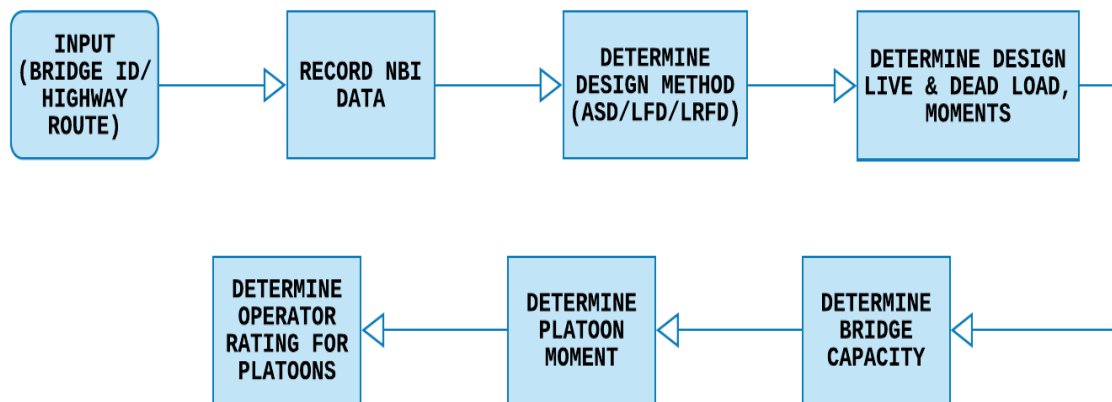 INPUT
(BRIDGE ID/
HIGHWAY
ROUTE)
RECORD NBI
DATA
DETERMINE
DESIGN METHOD
(ASD/LFD/LRFD)
DETERMINE DESIGN
LIVE & DEAD LOAD,
MOMENTS
DETERMINE
BRIDGE
CAPACITY
DETERMINE
PLATOON
MOMENT
DETERMINE
OPERATOR
RATING FOR
PLATOONS